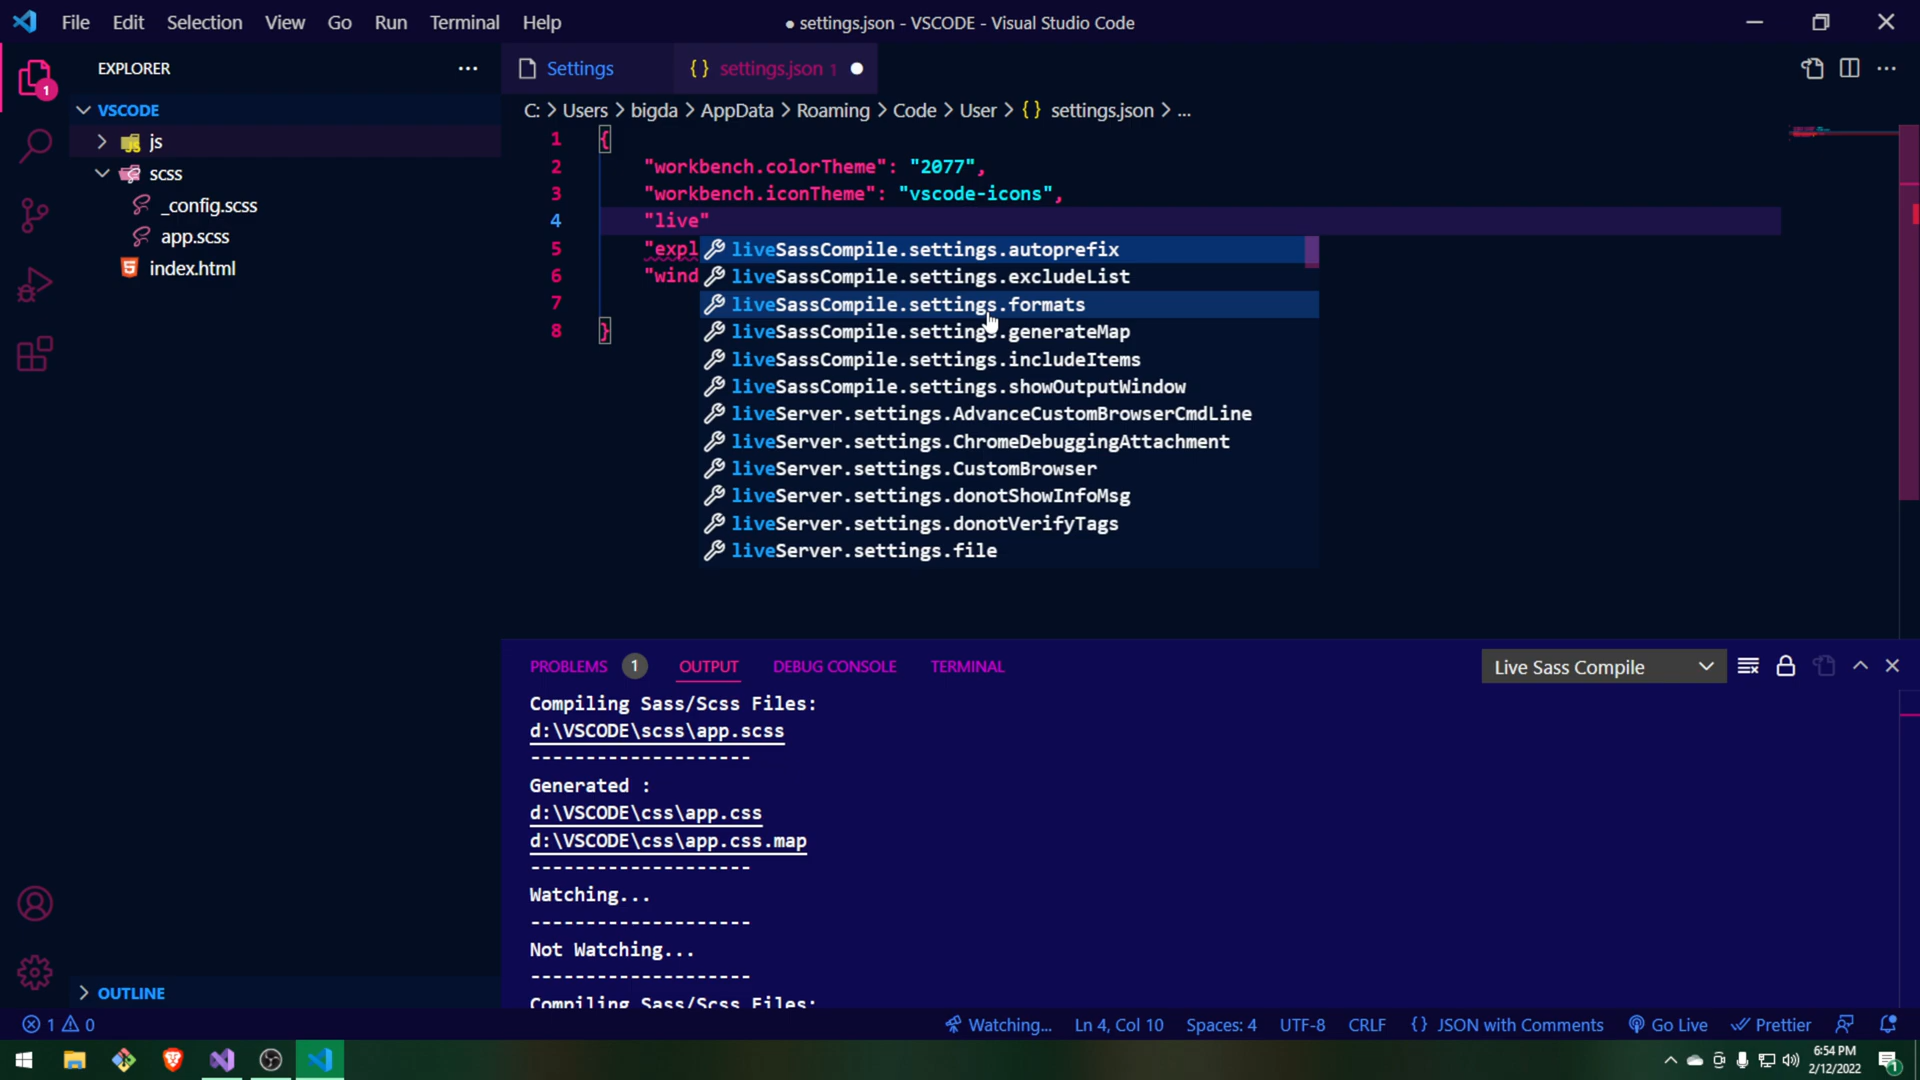 File Edit Selection View Go Run Terminal Help
● settings.json - VSCODE - Visual Studio Code
EXPLORER
Settings
{ } settings.json 1
VSCODE
C: > Users > bigda > AppData > Roaming > Code > User > { } settings.json > ...
js
scss
_config.scss
app.scss
index.html
1 {
2 "workbench.colorTheme": "2077",
3 "workbench.iconTheme": "vscode-icons",
4 "live"
5 "expl
6 "wind
7
8 }
liveSassCompile.settings.autoprefix
liveSassCompile.settings.excludeList
liveSassCompile.settings.formats
liveSassCompile.settings.generateMap
liveSassCompile.settings.includeItems
liveSassCompile.settings.showOutputWindow
liveServer.settings.AdvanceCustomBrowserCmdLine
liveServer.settings.ChromeDebuggingAttachment
liveServer.settings.CustomBrowser
liveServer.settings.donotShowInfoMsg
liveServer.settings.donotVerifyTags
liveServer.settings.file
PROBLEMS 1 OUTPUT DEBUG CONSOLE TERMINAL
Live Sass Compile
Compiling Sass/Scss Files:
d:\VSCODE\scss\app.scss
--------------------
Generated :
d:\VSCODE\css\app.css
d:\VSCODE\css\app.css.map
--------------------
Watching...
--------------------
Not Watching...
--------------------
Compiling Sass/Scss Files:
OUTLINE
1 0
Watching... Ln 4, Col 10 Spaces: 4 UTF-8 CRLF { } JSON with Comments Go Live Prettier
6:54 PM
2/12/2022
1
1